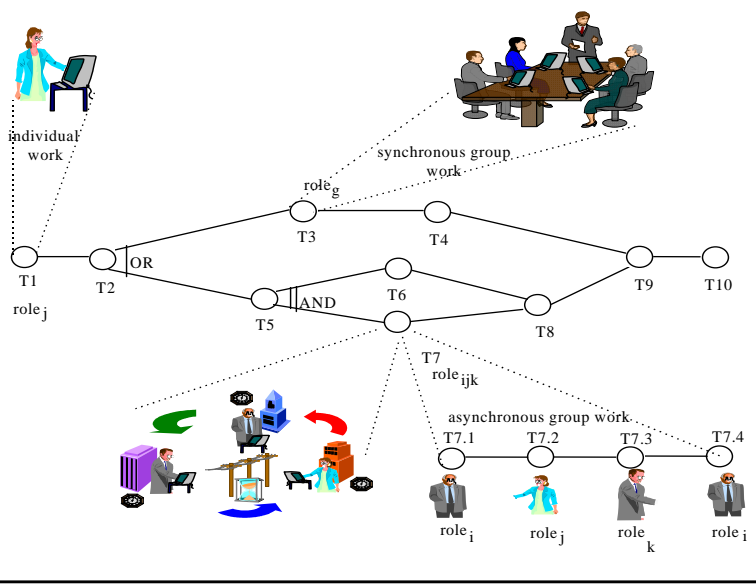 individual
work
synchronous group
work
role g
T3
T4
OR
T1
T2
T6
T9
T10
role j
T5
AND
T8
T7
role ijk
asynchronous group work
T7.1
T7.2
T7.3
T7.4
role i
role j
role k
role i